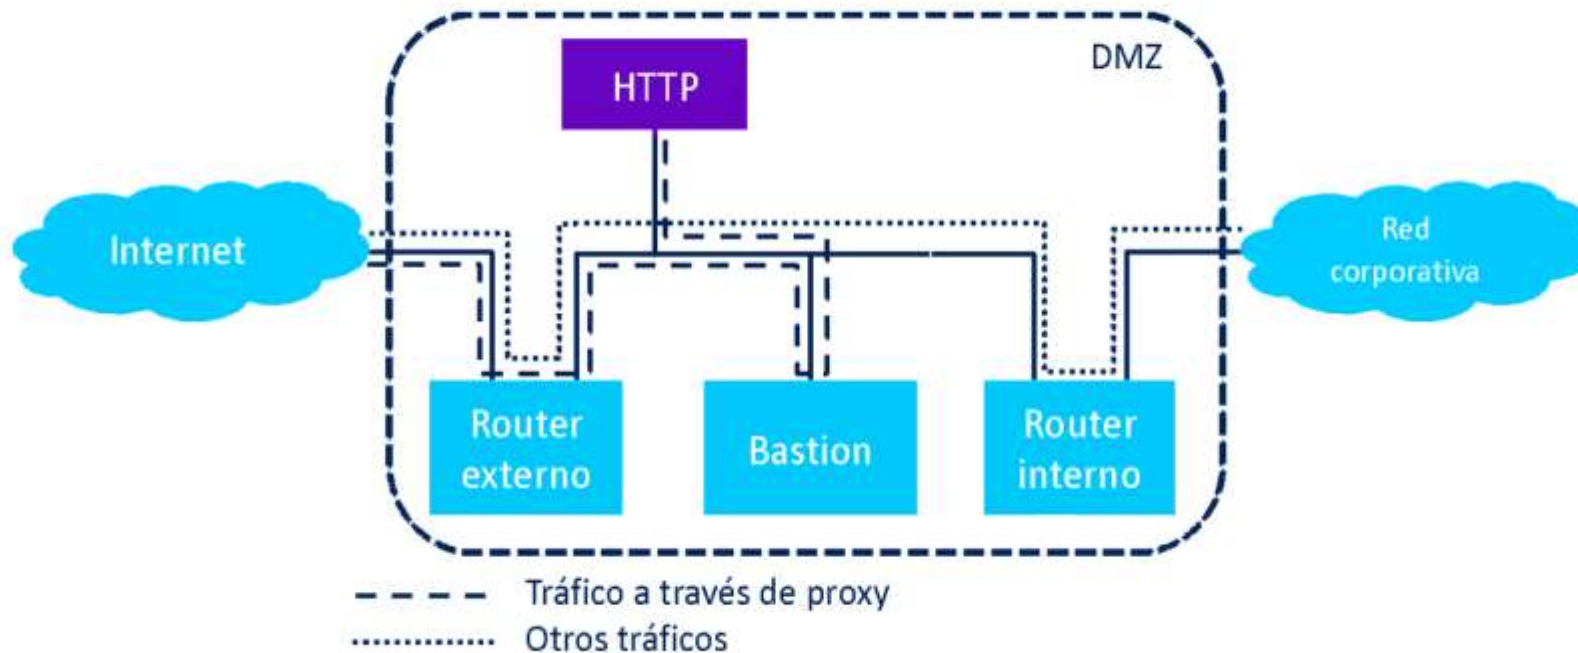 DMZ
HTTP
Internet
Red
corporativa
Router
externo
Bastion
Router
interno
Tráfico a través de proxy
Otros tráficos